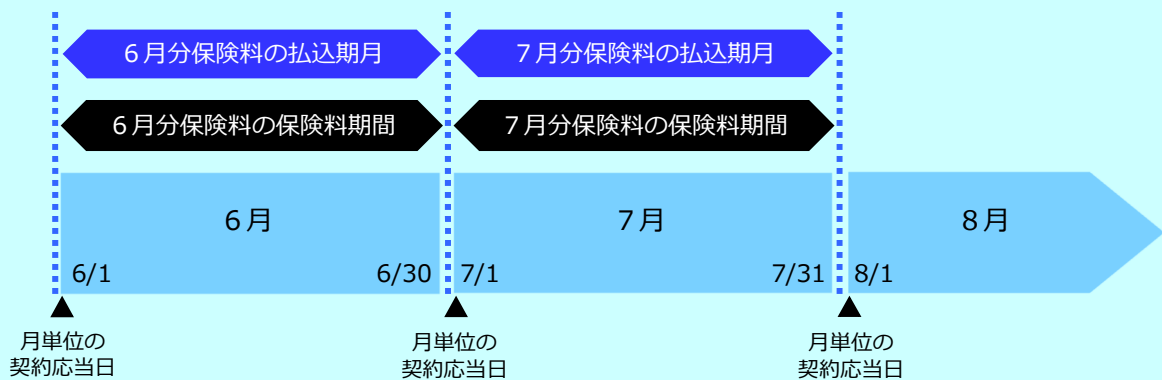 6月分保険料の払込期月
7月分保険料の払込期月
6月分保険料の保険料期間
7月分保険料の保険料期間
6月
7月
8月
6/1
6/30
7/1
7/31
8/1
月単位の
契約応当日
月単位の
契約応当日
月単位の
契約応当日